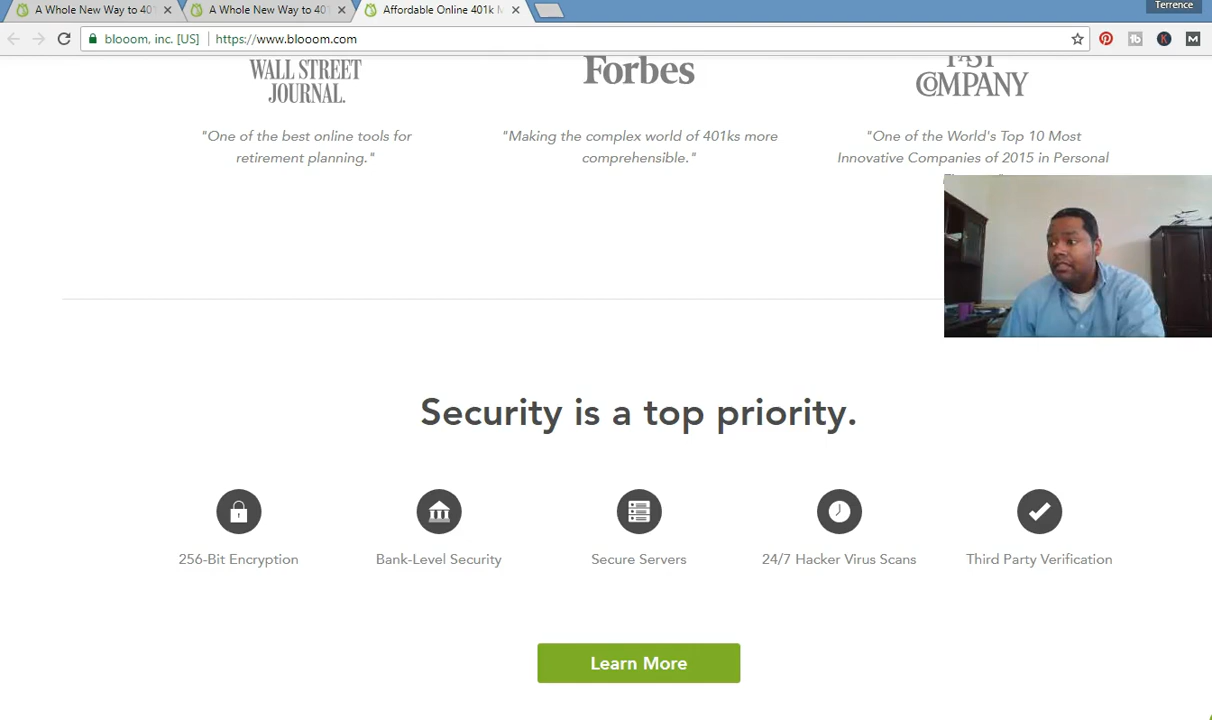 A Whole New Way to 401
A Whole New Way to 401
Affordable Online 401k M
Terrence
blooom, inc. [US]
https://www.blooom.com
WALL STREET
JOURNAL.
Forbes
FAST
COMPANY
"One of the best online tools for
retirement planning."
"Making the complex world of 401ks more
comprehensible."
"One of the World's Top 10 Most
Innovative Companies of 2015 in Personal
Security is a top priority.
256-Bit Encryption
Bank-Level Security
Secure Servers
24/7 Hacker Virus Scans
Third Party Verification
Learn More